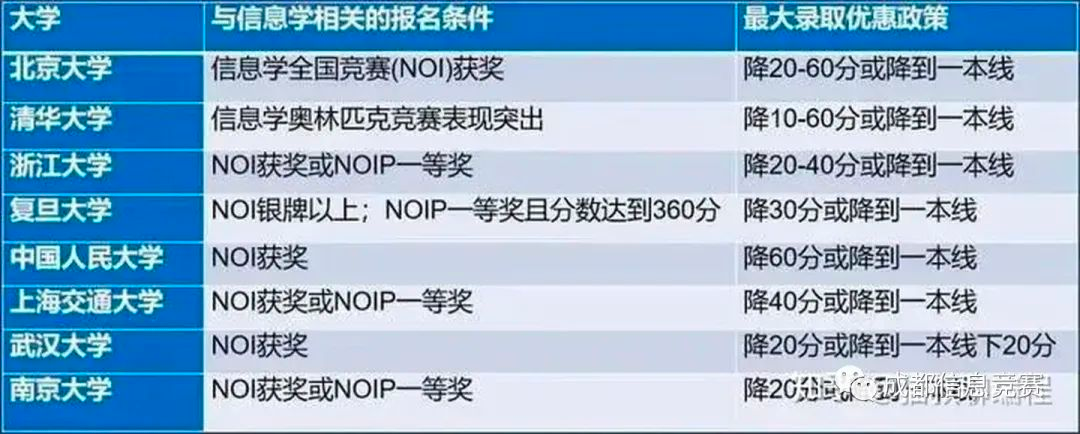 大学 与信息学相关的报名条件 最大录取优惠政策
北京大学 信息学全国竞赛(NOI)获奖 降20-60分或降到一本线
清华大学 信息学奥林匹克竞赛表现突出 降10-60分或降到一本线
浙江大学 NOI获奖或NOIP一等奖 降20-40分或降到一本线
复旦大学 NOI银牌以上；NOIP一等奖且分数达到360分 降30分或降到一本线
中国人民大学 NOI获奖 降60分或降到一本线
上海交通大学 NOI获奖或NOIP一等奖 降40分或降到一本线
武汉大学 NOI获奖 降20分或降到一本线下20分
南京大学 NOI获奖或NOIP一等奖 降20分或降到一本线
成都信息竞赛